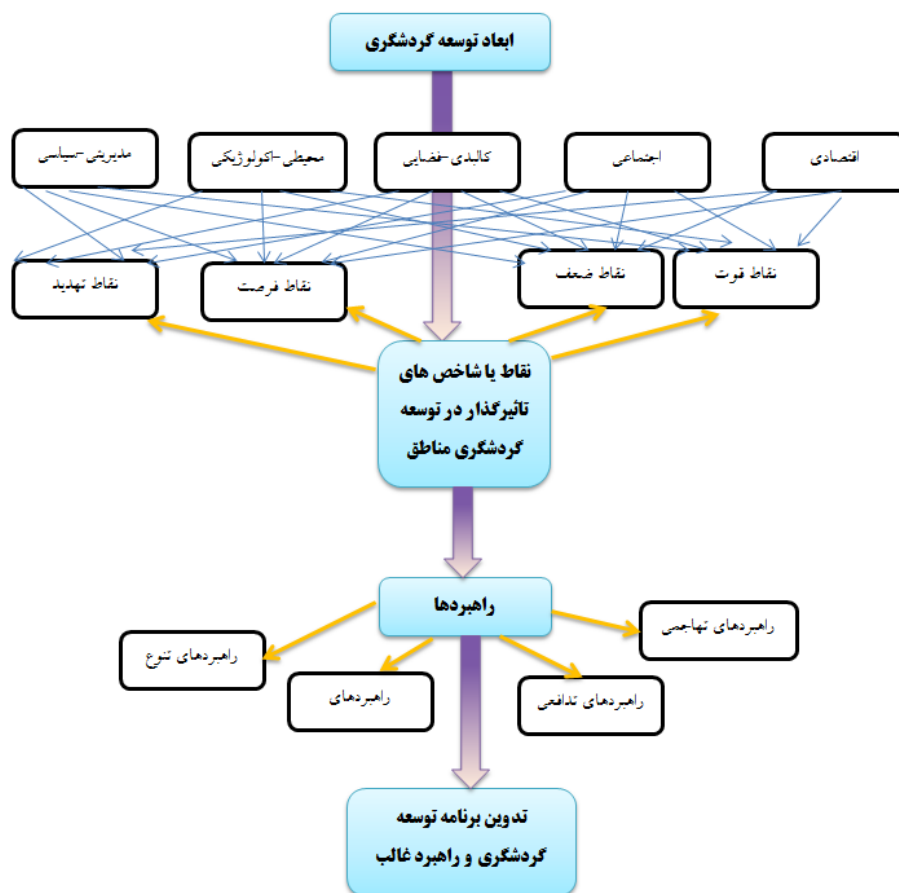 ابعاد توسعه گردشگری
اقتصادی
اجتماعی
کالبدی-فضایی
محیطی-اکولوژیکی
مدیریتی-سیاسی
نقاط قوت
نقاط ضعف
نقاط فرصت
نقاط تهدید
نقاط یا شاخص های
تاثیرگذار در توسعه
گردشگری مناطق
راهبردها
راهبردهای تهاجمی
راهبردهای تدافعی
راهبردهای
راهبردهای تنوع
تدوین برنامه توسعه
گردشگری و راهبرد غالب